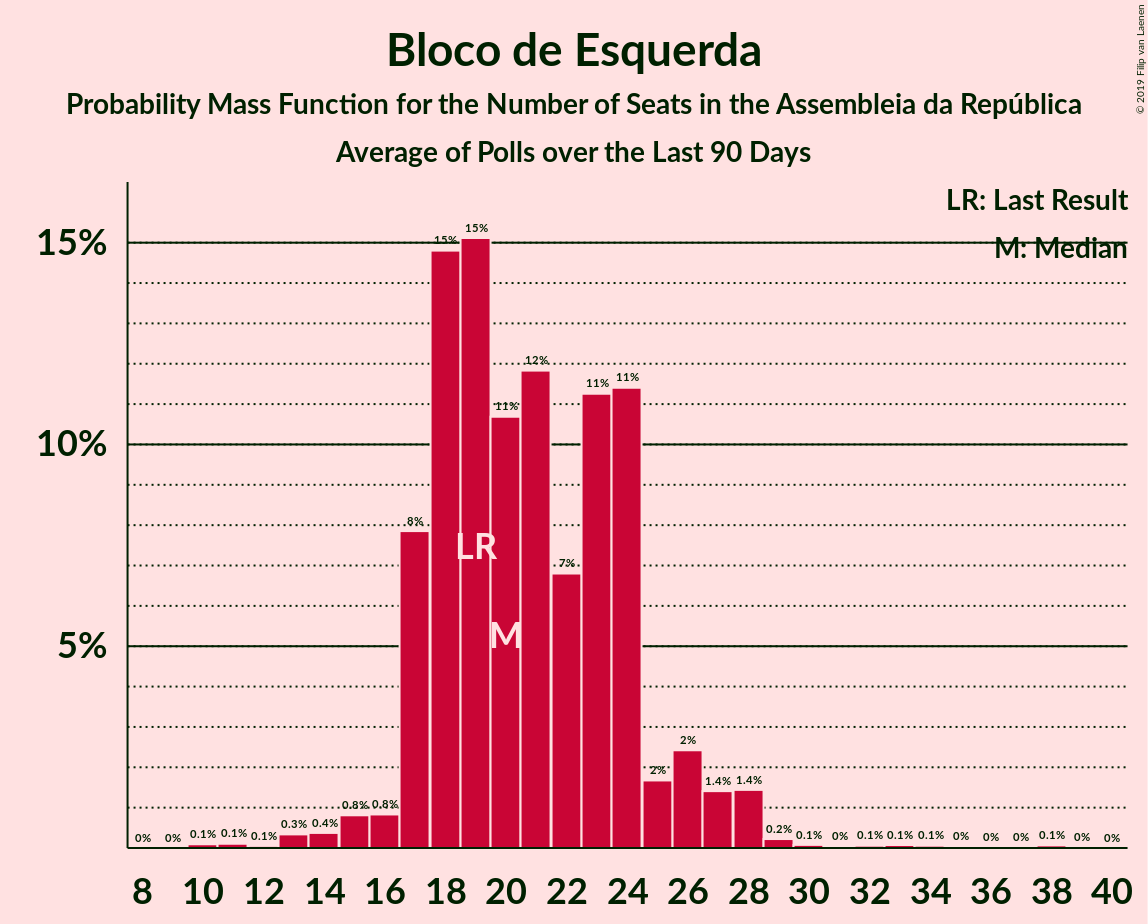 Bloco de Esquerda
Probability Mass Function for the Number of Seats in the Assembleia da República
Average of Polls over the Last 90 Days
© 2019 Filip van Laenen
LR: Last Result
M: Median
15%
10%
5%
0% 0% 0.1% 0.1% 0.1% 0.3% 0.4% 0.8% 0.8% 8% 15% 15% 11% 12% 7% 11% 11% 2% 2% 1.4% 1.4% 0.2% 0.1% 0% 0.1% 0.1% 0.1% 0% 0% 0% 0.1% 0% 0%
LR
M
8 10 12 14 16 18 20 22 24 26 28 30 32 34 36 38 40